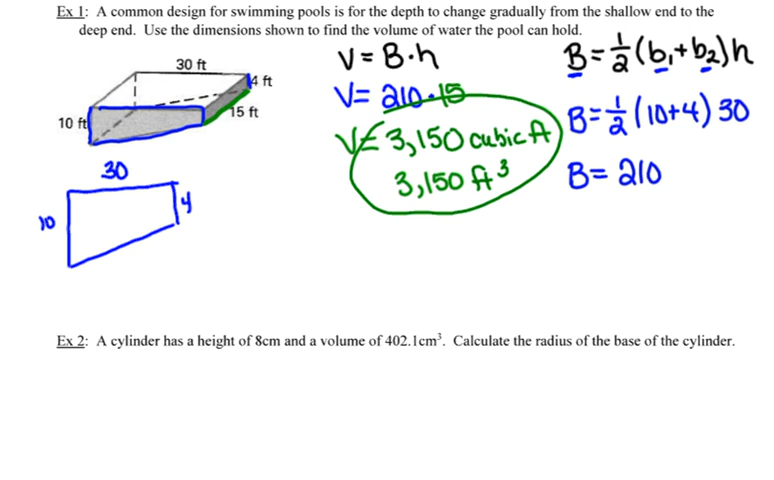 Ex 1: A common design for swimming pools is for the depth to change gradually from the shallow end to the
deep end. Use the dimensions shown to find the volume of water the pool can hold.
30 ft
4 ft
15 ft
10 ft
30
10
4
V = B·h
V= 210·15
V= 3,150 cubic ft
3,150 ft³
B=½(b₁+b₂)h
B=½(10+4)30
B= 210
Ex 2: A cylinder has a height of 8cm and a volume of 402.1cm³. Calculate the radius of the base of the cylinder.